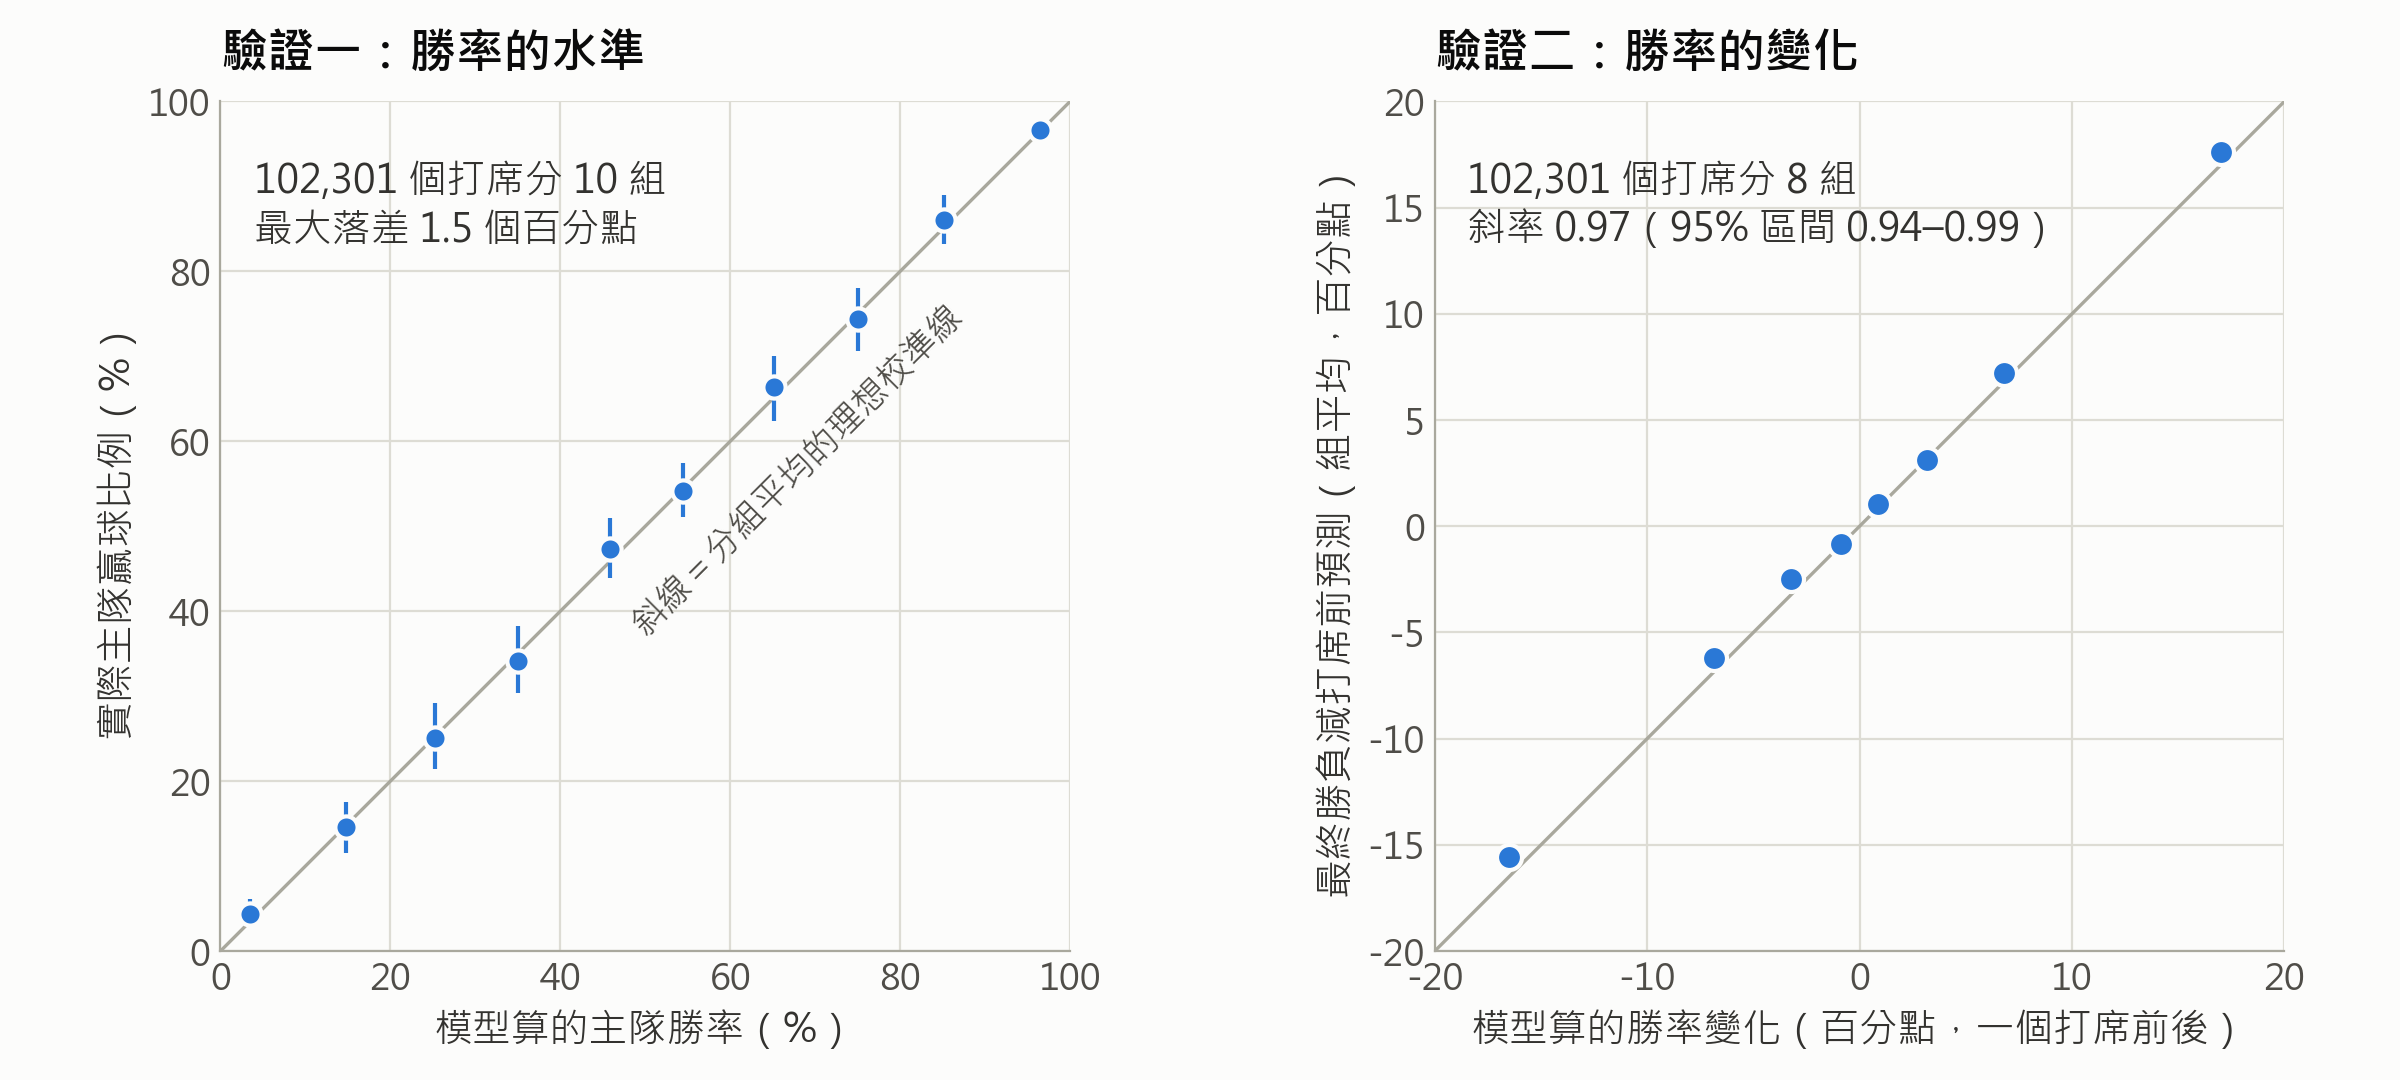 驗證一：勝率的水準
100
80
60
40
20
0
0
20
40
60
80
100
102,301 個打席分 10 組
最大落差 1.5 個百分點
斜線 = 分組平均的理想校準線
實際主隊贏球比例（%）
模型算的主隊勝率（%）
驗證二：勝率的變化
20
15
10
5
0
-5
-10
-15
-20
-20
-10
0
10
20
102,301 個打席分 8 組
斜率 0.97（95% 區間 0.94–0.99）
最終勝負減打席前預測（組平均，百分點）
模型算的勝率變化（百分點，一個打席前後）